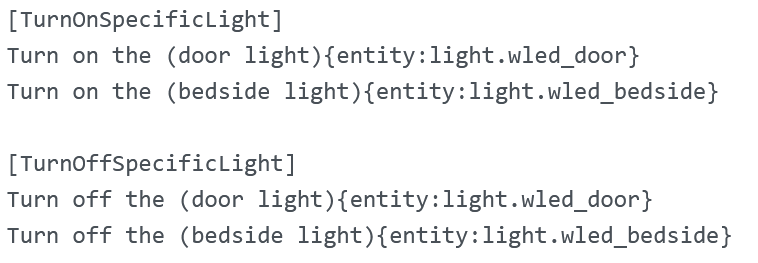 [TurnOnSpecificLight]
Turn on the (door light){entity:light.wled_door}
Turn on the (bedside light){entity:light.wled_bedside}
[TurnOffSpecificLight]
Turn off the (door light){entity:light.wled_door}
Turn off the (bedside light){entity:light.wled_bedside}